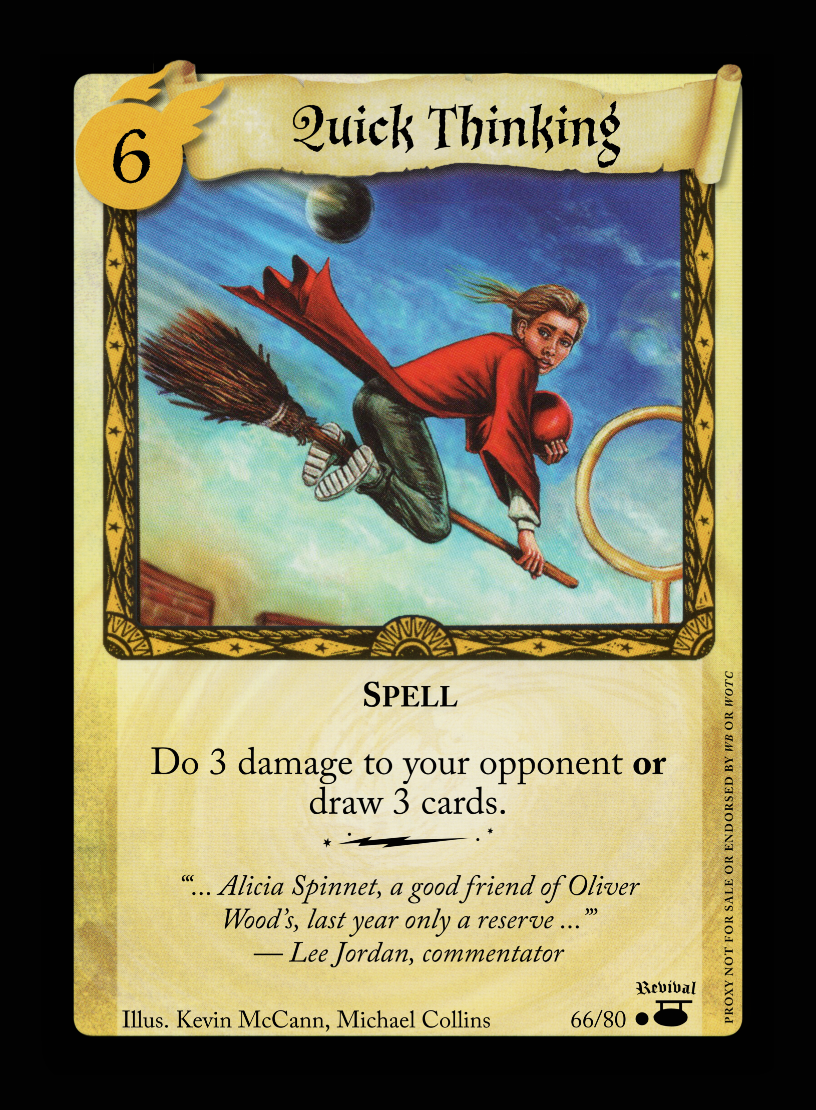 6
Quick Thinking
SPELL
Do 3 damage to your opponent or
draw 3 cards.
“‘... Alicia Spinnet, a good friend of Oliver
Wood’s, last year only a reserve ...’”
— Lee Jordan, commentator
Revival
Illus. Kevin McCann, Michael Collins
66/80
PROXY NOT FOR SALE OR ENDORSED BY WB OR WOTC